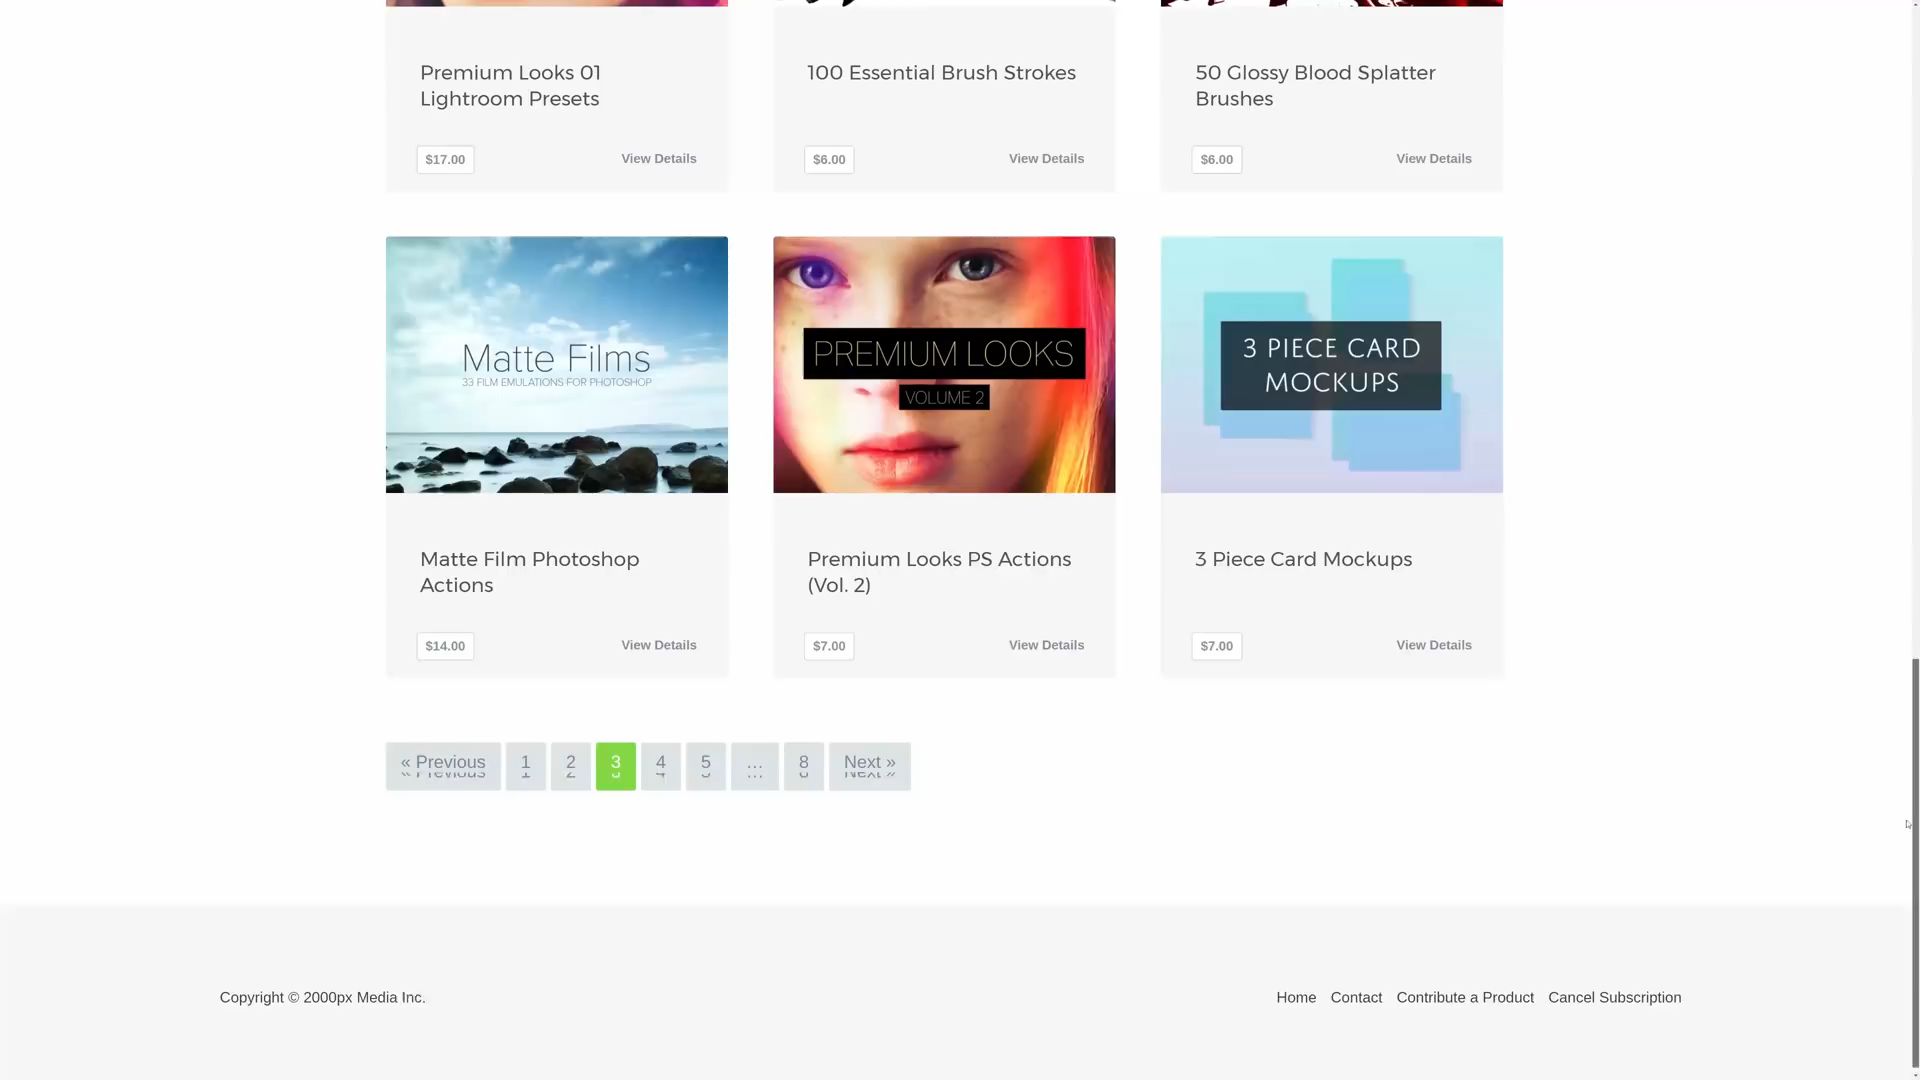 Premium Looks 01
Lightroom Presets
$17.00
View Details
100 Essential Brush Strokes
$6.00
View Details
50 Glossy Blood Splatter
Brushes
$6.00
View Details
Matte Films
33 FILM EMULATIONS FOR PHOTOSHOP
Matte Film Photoshop
Actions
$14.00
View Details
PREMIUM LOOKS
VOLUME 2
Premium Looks PS Actions
(Vol. 2)
$7.00
View Details
3 PIECE CARD
MOCKUPS
3 Piece Card Mockups
$7.00
View Details
« Previous 1 2 3 4 5 … 8 Next »
Copyright © 2000px Media Inc.
Home Contact Contribute a Product Cancel Subscription